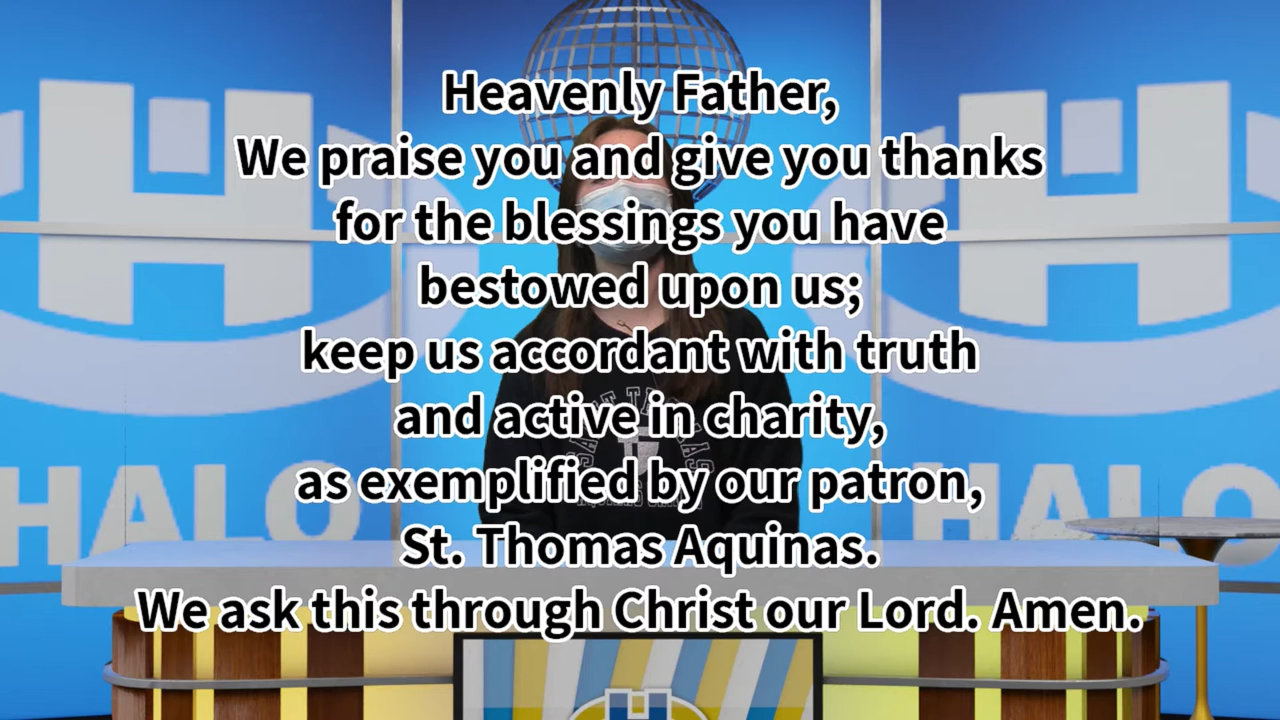 Heavenly Father,
We praise you and give you thanks
for the blessings you have
bestowed upon us;
keep us accordant with truth
and active in charity,
as exemplified by our patron,
St. Thomas Aquinas.
We ask this through Christ our Lord. Amen.
H
H
HALO
HALO